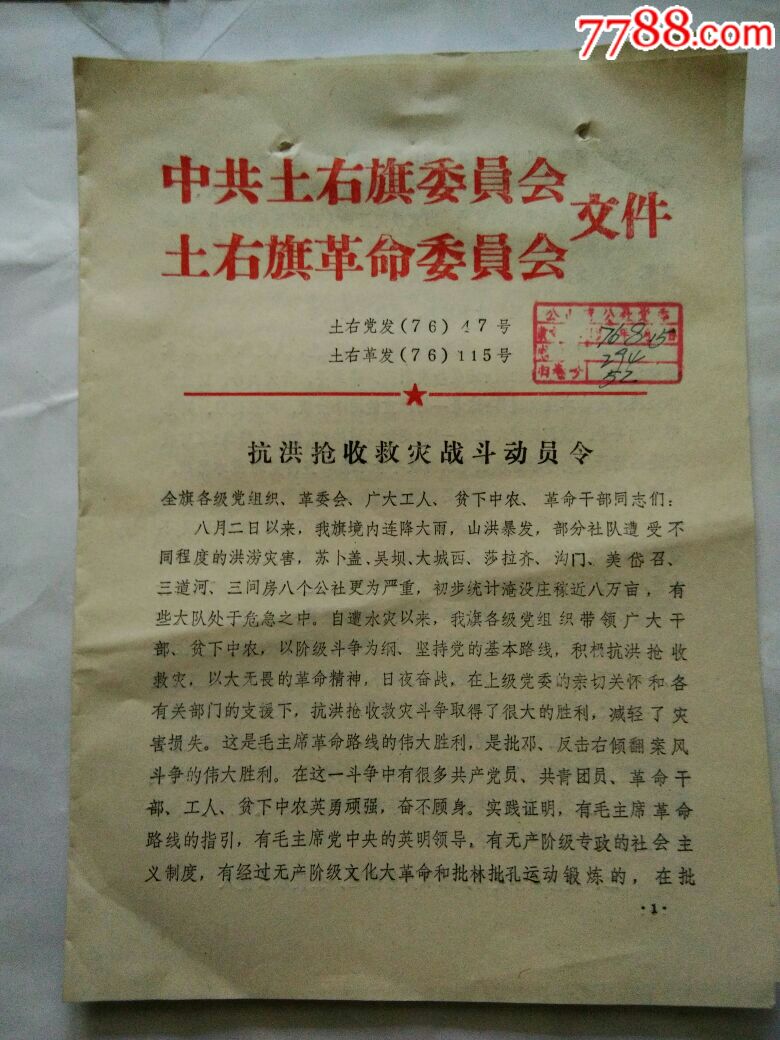 7788.com
中共土右旗委員会
土右旗革命委員会
文件
土右党发(76)47号
土右革发(76)115号
76 8 15
294
52
抗洪抢收救灾战斗动员令
全旗各级党组织、革委会、广大工人、贫下中农、革命干部同志们：
八月二日以来，我旗境内连降大雨，山洪暴发，部分社队遭受不
同程度的洪涝灾害，苏卜盖、吴坝、大城西、莎拉齐、沟门、美岱召、
三道河、三间房八个公社更为严重，初步统计淹没庄稼近八万亩，有
些大队处于危急之中。自遭水灾以来，我旗各级党组织带领广大干
部、贫下中农，以阶级斗争为纲、坚持党的基本路线，积极抗洪抢收
救灾，以大无畏的革命精神，日夜奋战，在上级党委的亲切关怀和各
有关部门的支援下，抗洪抢收救灾斗争取得了很大的胜利，减轻了灾
害损失。这是毛主席革命路线的伟大胜利，是批邓、反击右倾翻案风
斗争的伟大胜利。在这一斗争中有很多共产党员、共青团员、革命干
部、工人、贫下中农英勇顽强，奋不顾身。实践证明，有毛主席革命
路线的指引，有毛主席党中央的英明领导，有无产阶级专政的社会主
义制度，有经过无产阶级文化大革命和批林批孔运动锻炼的，在批
·1·